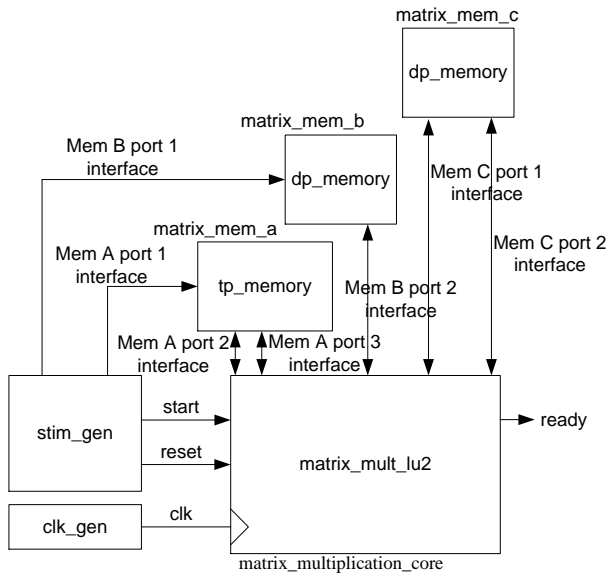 matrix_mem_c
dp_memory
matrix_mem_b
Mem B port 1
interface
dp_memory
Mem C port 1
interface
matrix_mem_a
Mem A port 1
interface
tp_memory
Mem C port 2
interface
Mem B port 2
interface
Mem A port 2
interface
Mem A port 3
interface
stim_gen
start
reset
matrix_mult_lu2
ready
clk_gen
clk
matrix_multiplication_core